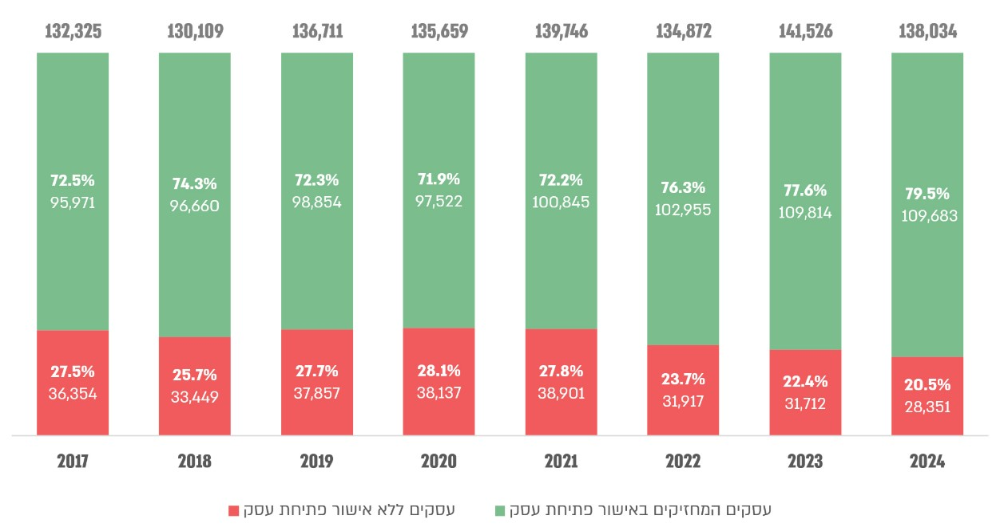 132,325 130,109 136,711 135,659 139,746 134,872 141,526 138,034
72.5% 74.3% 72.3% 71.9% 72.2% 76.3% 77.6% 79.5%
95,971 96,660 98,854 97,522 100,845 102,955 109,814 109,683
27.5% 25.7% 27.7% 28.1% 27.8% 23.7% 22.4% 20.5%
36,354 33,449 37,857 38,137 38,901 31,917 31,712 28,351
2017 2018 2019 2020 2021 2022 2023 2024
עסקים המחזיקים באישור פתיחת עסק עסקים ללא אישור פתיחת עסק